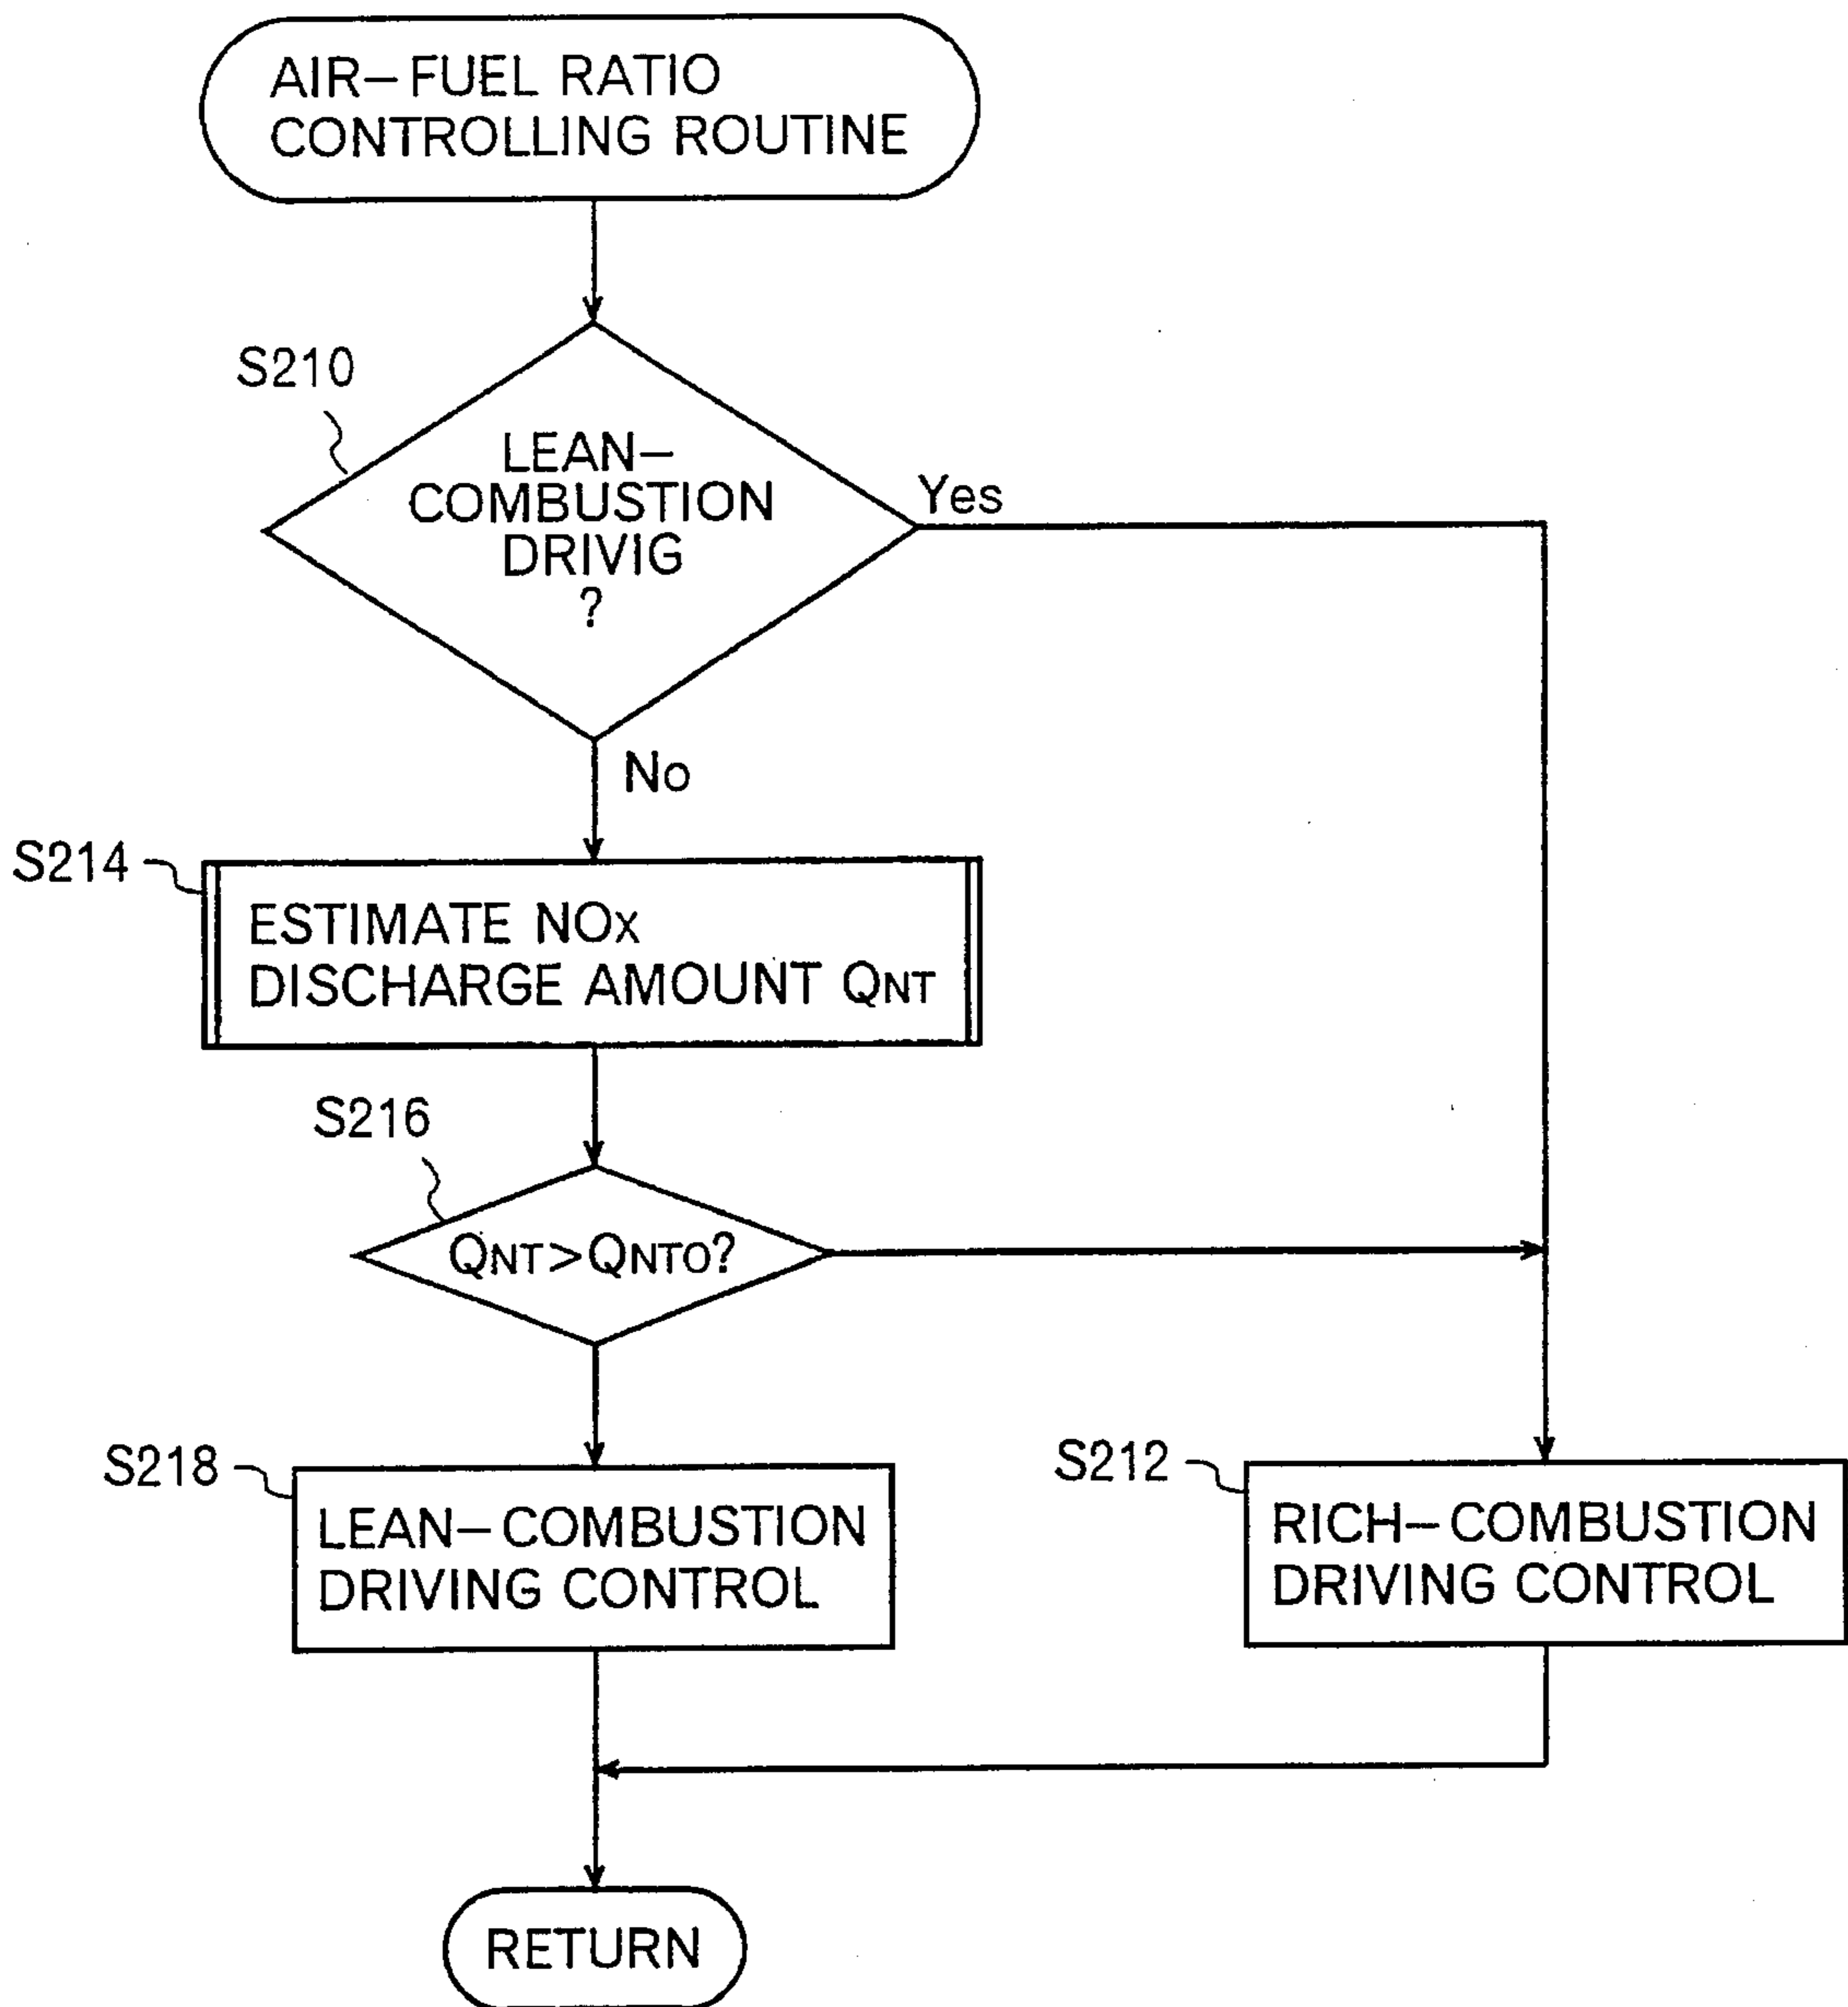 AIR-FUEL RATIO
CONTROLLING ROUTINE
S210
LEAN-
COMBUSTION
DRIVIG
?
Yes
No
S214
ESTIMATE NOx
DISCHARGE AMOUNT QNT
S216
QNT>QNTO?
S218
LEAN-COMBUSTION
DRIVING CONTROL
S212
RICH-COMBUSTION
DRIVING CONTROL
RETURN